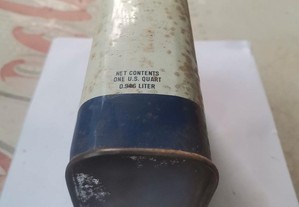 NET CONTENTS
ONE U.S. QUART
0.946 LITER